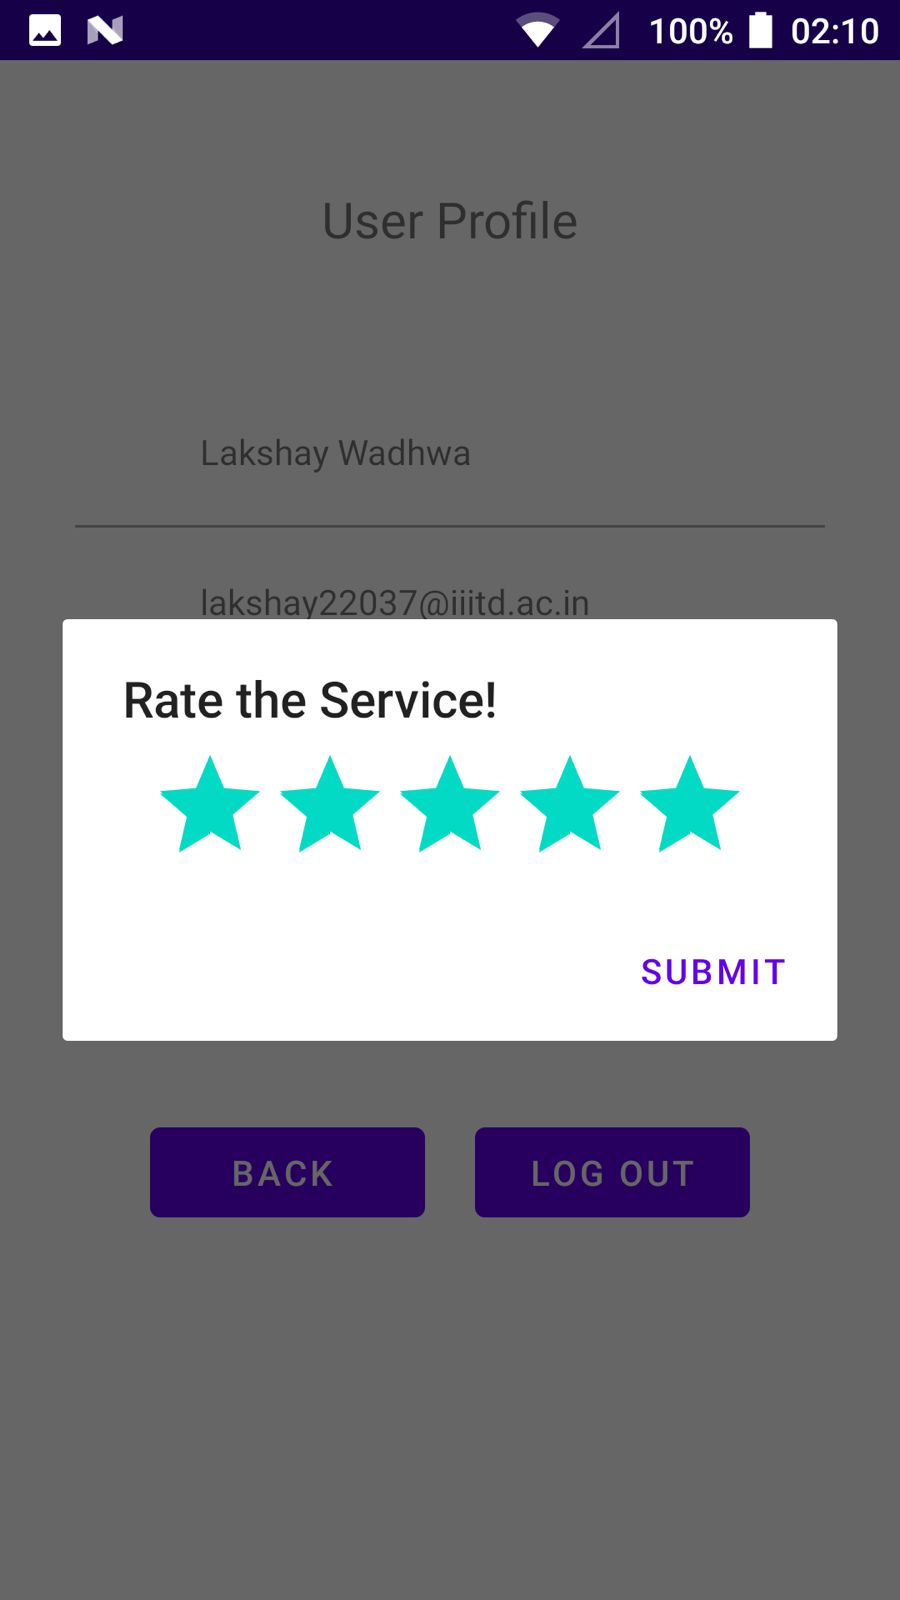 100% 02:10
User Profile
Lakshay Wadhwa
lakshay22037@iiitd.ac.in
Rate the Service!
SUBMIT
BACK LOG OUT